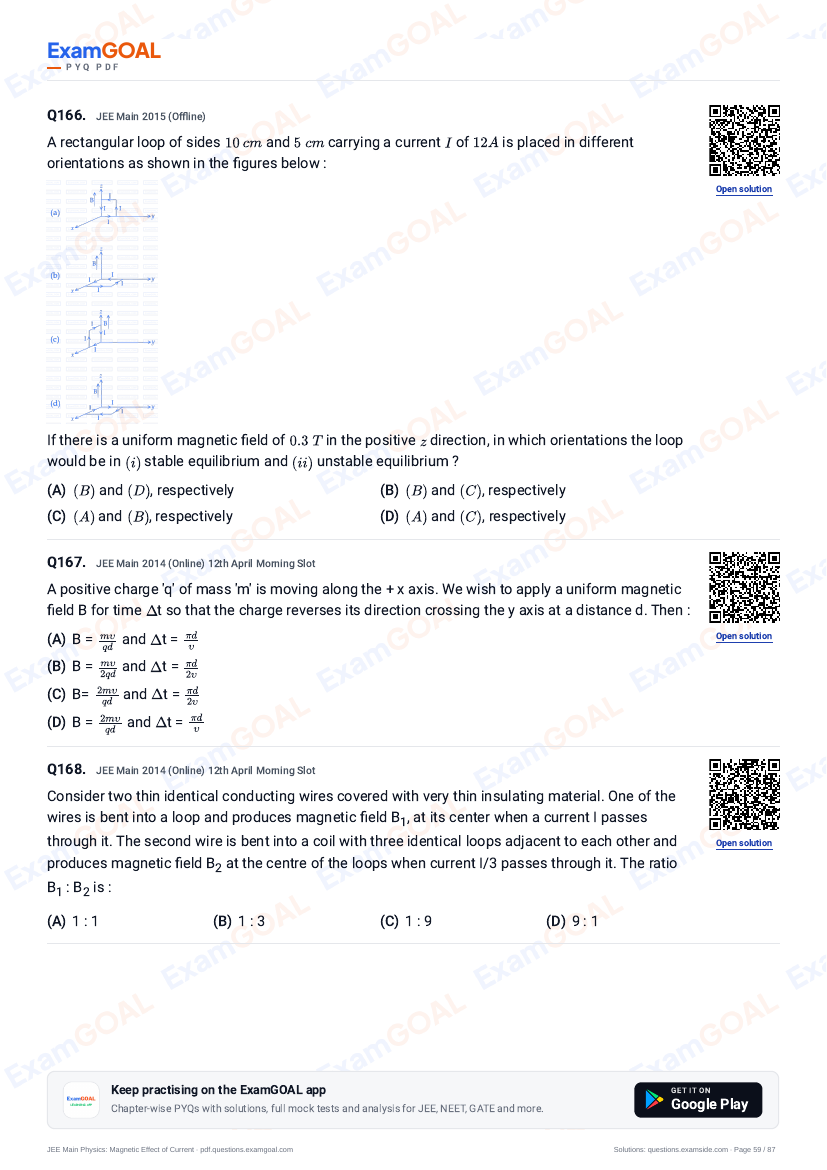 ExamGOAL
PYQ PDF
Q166. JEE Main 2015 (Offline)
A rectangular loop of sides 10 cm and 5 cm carrying a current I of 12A is placed in different
orientations as shown in the figures below :
Open solution
(a) z B I I I I y x
(b) z B I I I I y x
(c) z B I I I I y x
(d) z B I I I I y x
If there is a uniform magnetic field of 0.3 T in the positive z direction, in which orientations the loop
would be in (i) stable equilibrium and (ii) unstable equilibrium ?
(A) (B) and (D), respectively (B) (B) and (C), respectively
(C) (A) and (B), respectively (D) (A) and (C), respectively
Q167. JEE Main 2014 (Online) 12th April Morning Slot
A positive charge 'q' of mass 'm' is moving along the + x axis. We wish to apply a uniform magnetic
field B for time Δt so that the charge reverses its direction crossing the y axis at a distance d. Then :
Open solution
(A) B = mv/qd and Δt = πd/v
(B) B = mv/2qd and Δt = πd/2v
(C) B= 2mv/qd and Δt = πd/2v
(D) B = 2mv/qd and Δt = πd/v
Q168. JEE Main 2014 (Online) 12th April Morning Slot
Consider two thin identical conducting wires covered with very thin insulating material. One of the
wires is bent into a loop and produces magnetic field B1, at its center when a current I passes
through it. The second wire is bent into a coil with three identical loops adjacent to each other and
produces magnetic field B2 at the centre of the loops when current I/3 passes through it. The ratio
B1 : B2 is :
Open solution
(A) 1 : 1 (B) 1 : 3 (C) 1 : 9 (D) 9 : 1
ExamGOAL
Keep practising on the ExamGOAL app
Chapter-wise PYQs with solutions, full mock tests and analysis for JEE, NEET, GATE and more.
GET IT ON
Google Play
JEE Main Physics: Magnetic Effect of Current · pdf.questions.examgoal.com
Solutions: questions.examside.com · Page 59 / 87